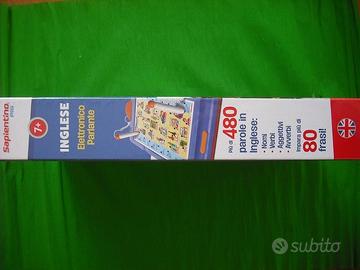 Sapientino
7+
INGLESE
Elettronico
Parlante
Più di 480
parole in
Inglese:
• Nomi
• Verbi
• Aggettivi
• Avverbi
Impara più di
80
frasi!
subito